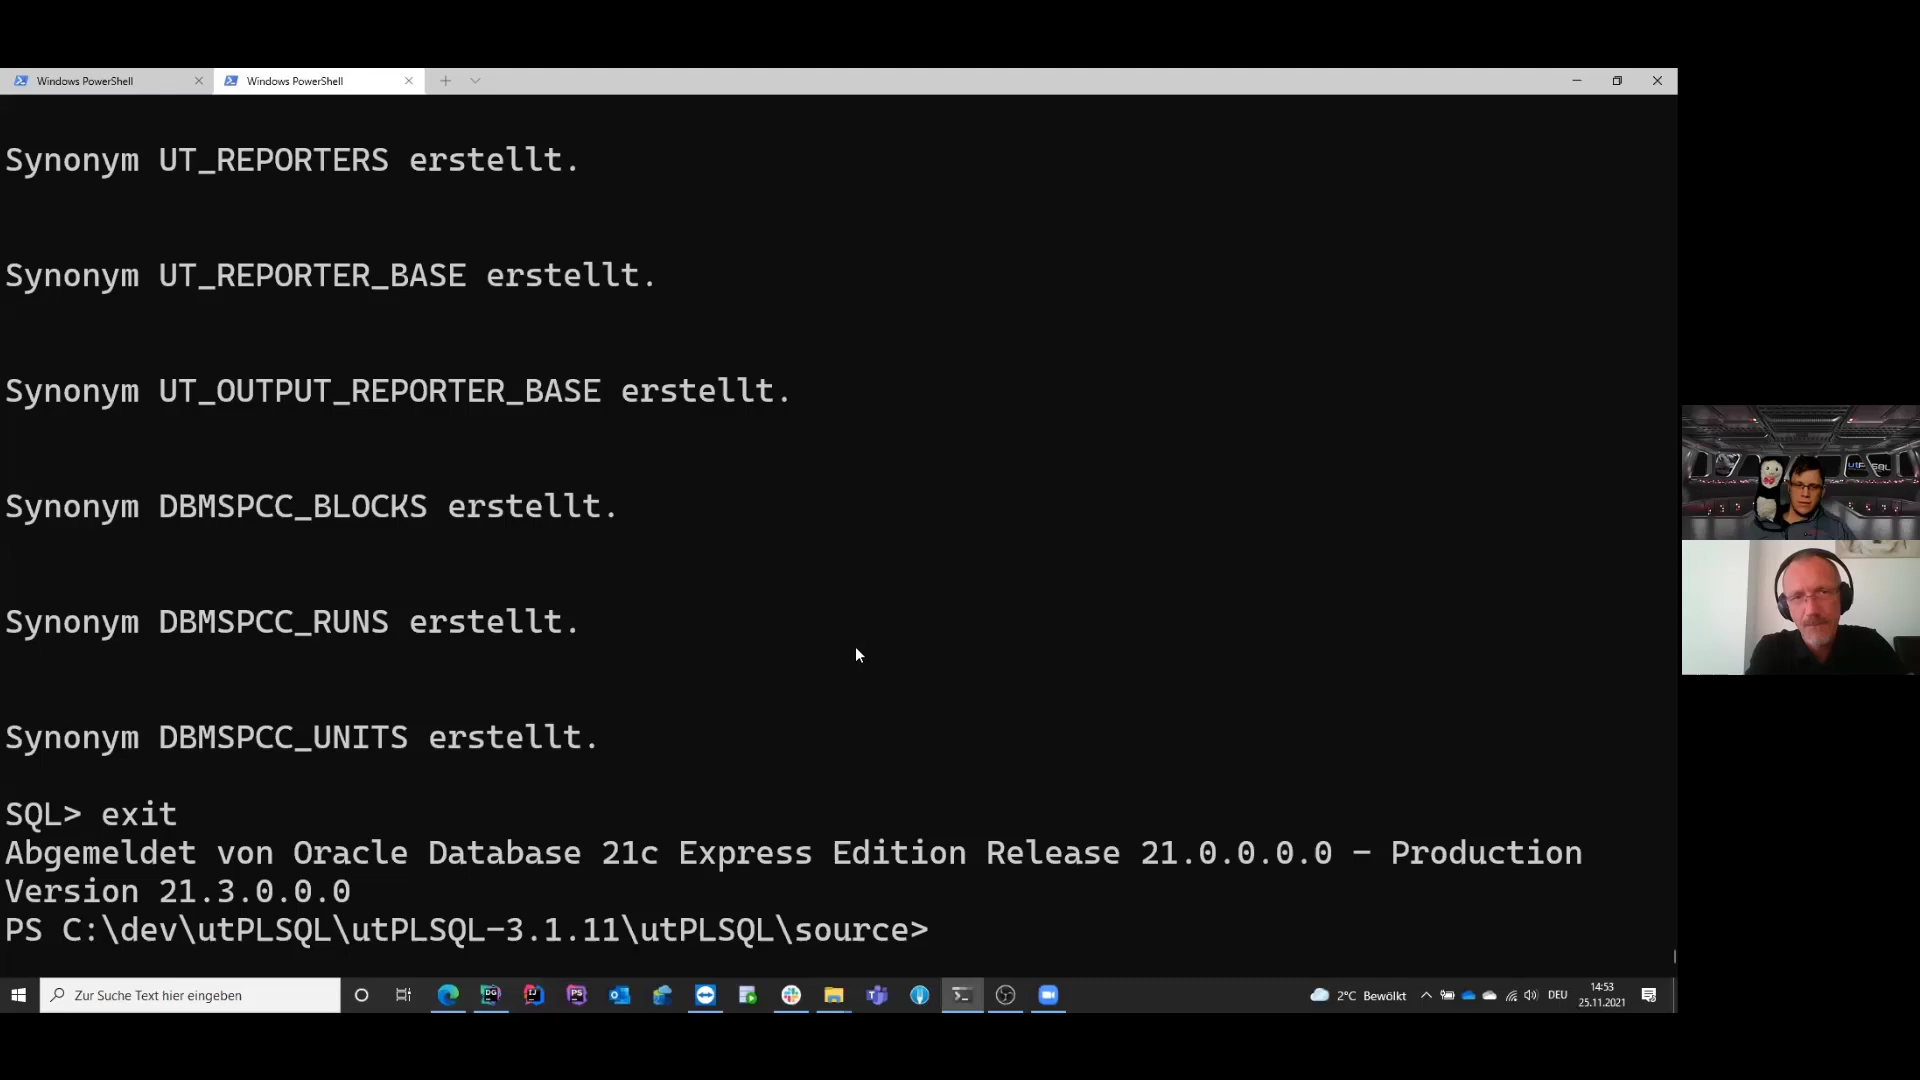 Windows PowerShell
Windows PowerShell
Synonym UT_REPORTERS erstellt.
Synonym UT_REPORTER_BASE erstellt.
Synonym UT_OUTPUT_REPORTER_BASE erstellt.
Synonym DBMSPCC_BLOCKS erstellt.
Synonym DBMSPCC_RUNS erstellt.
Synonym DBMSPCC_UNITS erstellt.
SQL> exit
Abgemeldet von Oracle Database 21c Express Edition Release 21.0.0.0.0 - Production
Version 21.3.0.0.0
PS C:\dev\utPLSQL\utPLSQL-3.1.11\utPLSQL\source>
Zur Suche Text hier eingeben
DG
PS
2°C Bewölkt
DEU
14:53
25.11.2021